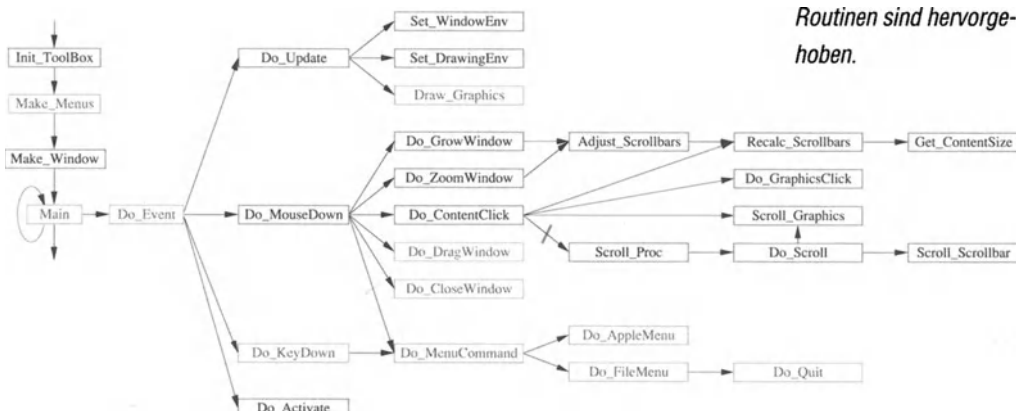 Routinen sind hervorge-
hoben.
Init_ToolBox
Make_Menus
Make_Window
Main
Do_Event
Do_Update
Set_WindowEnv
Set_DrawingEnv
Draw_Graphics
Do_MouseDown
Do_GrowWindow
Adjust_Scrollbars
Recalc_Scrollbars
Get_ContentSize
Do_ZoomWindow
Do_GraphicsClick
Do_ContentClick
Scroll_Graphics
Do_DragWindow
Scroll_Proc
Do_Scroll
Scroll_Scrollbar
Do_CloseWindow
Do_KeyDown
Do_MenuCommand
Do_AppleMenu
Do_FileMenu
Do_Quit
Do_Activate